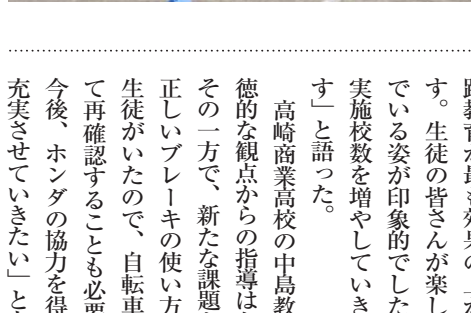 す。生徒の皆さんが楽し
でいる姿が印象的でした
実施校数を増やしていき
す」と語った。
高崎商業高校の中島教
徳的な観点からの指導は
その一方で、新たな課題
正しいブレーキの使い方
生徒がいたので、自転車
て再確認することも必要
今後、ホンダの協力を得
充実させていきたい」と